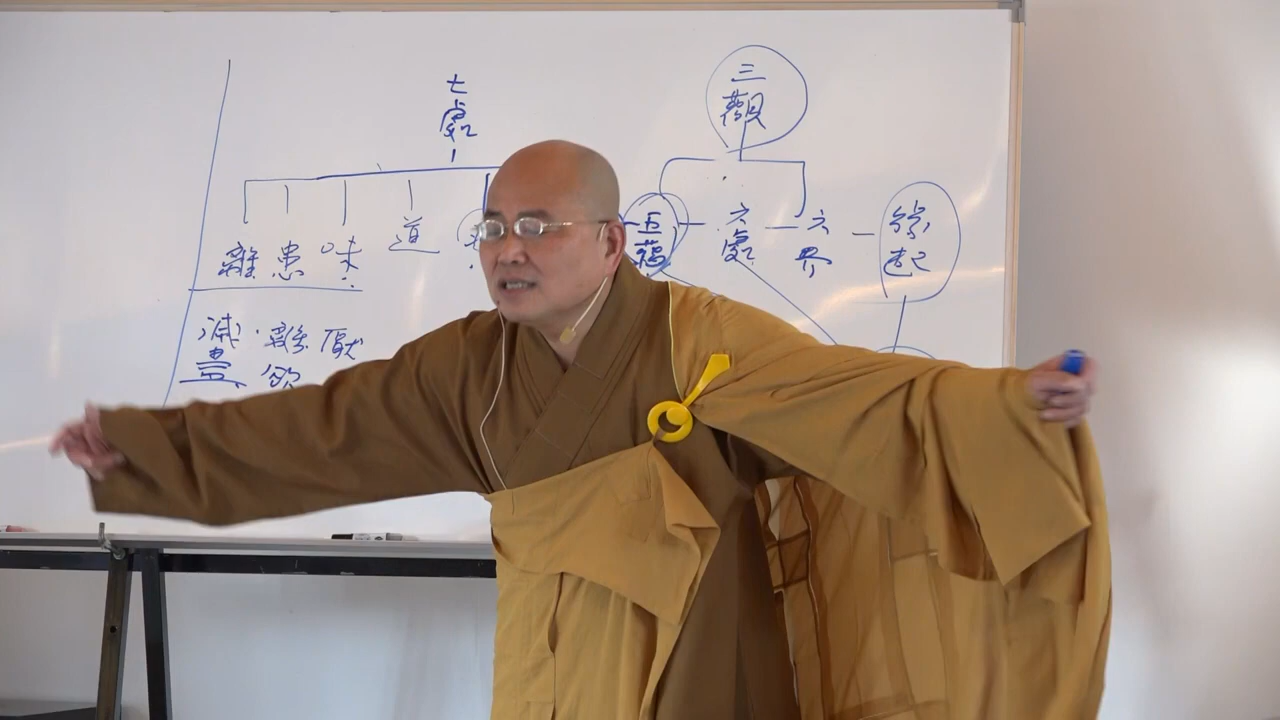 七處
三觀
離 患 味 道
五蘊 六處 六界 緣起
滅盡 離欲 厭